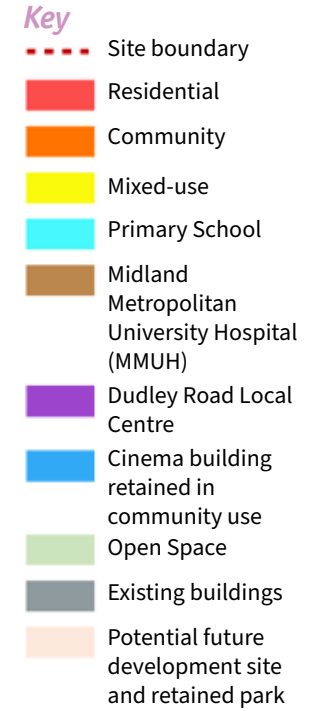 Key
Site boundary
Residential
Community
Mixed-use
Primary School
Midland
Metropolitan
University Hospital
(MMUH)
Dudley Road Local
Centre
Cinema building
retained in
community use
Open Space
Existing buildings
Potential future
development site
and retained park